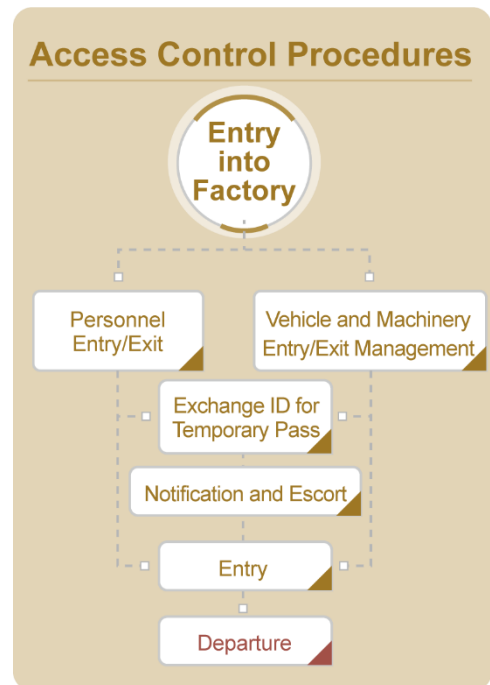 Access Control Procedures
Entry
into
Factory
Personnel
Entry/Exit
Vehicle and Machinery
Entry/Exit Management
Exchange ID for
Temporary Pass
Notification and Escort
Entry
Departure